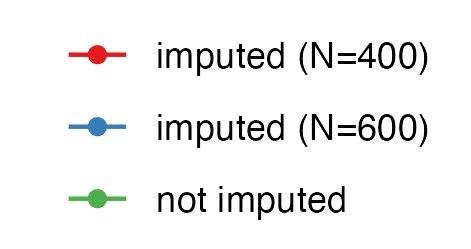 imputed (N=400)
imputed (N=600)
not imputed